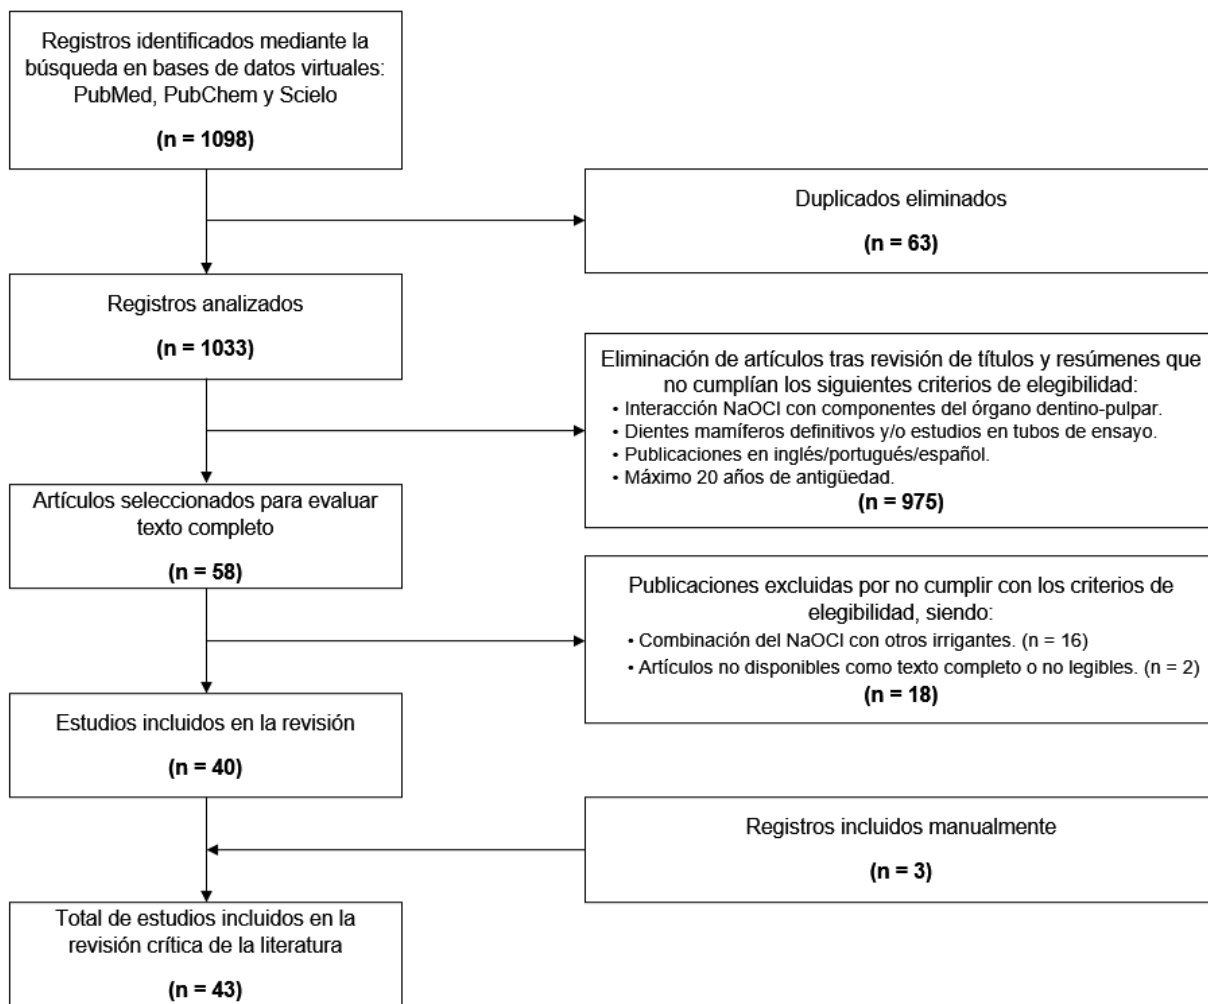 Registros identificados mediante la
búsqueda en bases de datos virtuales:
PubMed, PubChem y Scielo
(n = 1098)
Duplicados eliminados
(n = 63)
Registros analizados
(n = 1033)
Eliminación de artículos tras revisión de títulos y resúmenes que
no cumplían los siguientes criterios de elegibilidad:
• Interacción NaOCl con componentes del órgano dentino-pulpar.
• Dientes mamíferos definitivos y/o estudios en tubos de ensayo.
• Publicaciones en inglés/portugués/español.
• Máximo 20 años de antigüedad.
(n = 975)
Artículos seleccionados para evaluar
texto completo
(n = 58)
Publicaciones excluidas por no cumplir con los criterios de
elegibilidad, siendo:
• Combinación del NaOCl con otros irrigantes. (n = 16)
• Artículos no disponibles como texto completo o no legibles. (n = 2)
(n = 18)
Estudios incluidos en la revisión
(n = 40)
Registros incluidos manualmente
(n = 3)
Total de estudios incluidos en la
revisión crítica de la literatura
(n = 43)